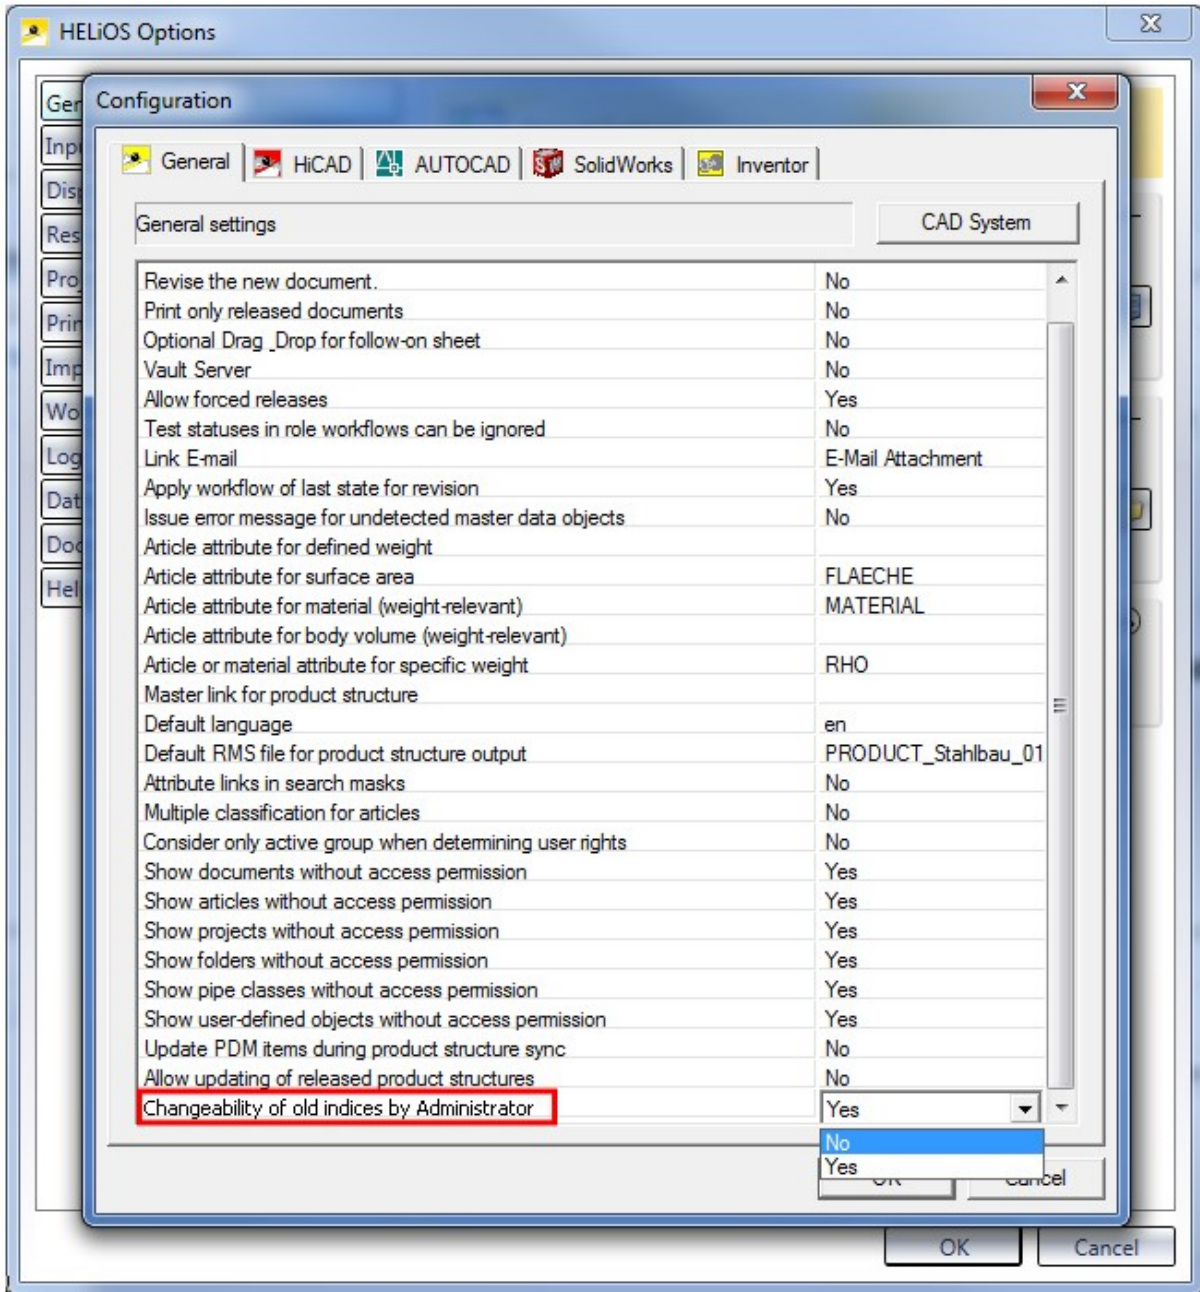 HELiOS Options
Configuration
General HiCAD AUTOCAD SolidWorks Inventor
General settings CAD System
Revise the new document. No
Print only released documents No
Optional Drag _Drop for follow-on sheet No
Vault Server No
Allow forced releases Yes
Test statuses in role workflows can be ignored No
Link E-mail E-Mail Attachment
Apply workflow of last state for revision Yes
Issue error message for undetected master data objects No
Article attribute for defined weight
Article attribute for surface area FLAECHE
Article attribute for material (weight-relevant) MATERIAL
Article attribute for body volume (weight-relevant)
Article or material attribute for specific weight RHO
Master link for product structure
Default language en
Default RMS file for product structure output PRODUCT_Stahlbau_01
Attribute links in search masks No
Multiple classification for articles No
Consider only active group when determining user rights No
Show documents without access permission Yes
Show articles without access permission Yes
Show projects without access permission Yes
Show folders without access permission Yes
Show pipe classes without access permission Yes
Show user-defined objects without access permission Yes
Update PDM items during product structure sync No
Allow updating of released product structures No
Changeability of old indices by Administrator Yes
No
Yes
OK Cancel
OK Cancel